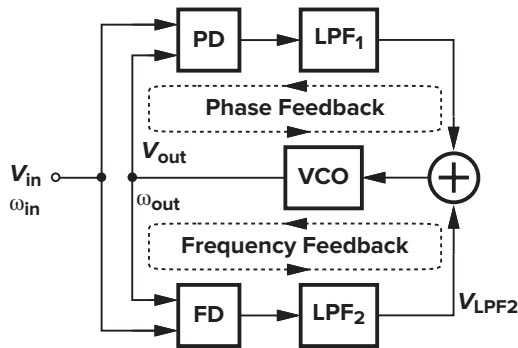 PD
LPF1
Phase Feedback
Vout
Vin
VCO
ωin
ωout
Frequency Feedback
FD
LPF2
VLPF2